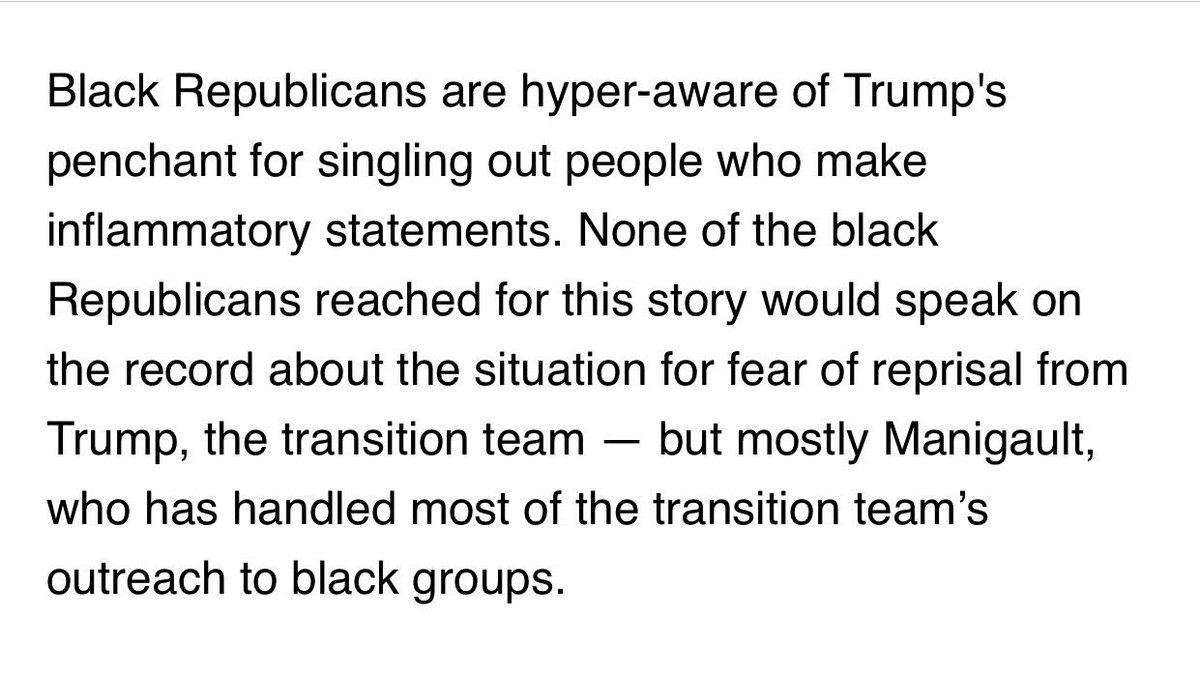 Black Republicans are hyper-aware of Trump's
penchant for singling out people who make
inflammatory statements. None of the black
Republicans reached for this story would speak on
the record about the situation for fear of reprisal from
Trump, the transition team — but mostly Manigault,
who has handled most of the transition team’s
outreach to black groups.